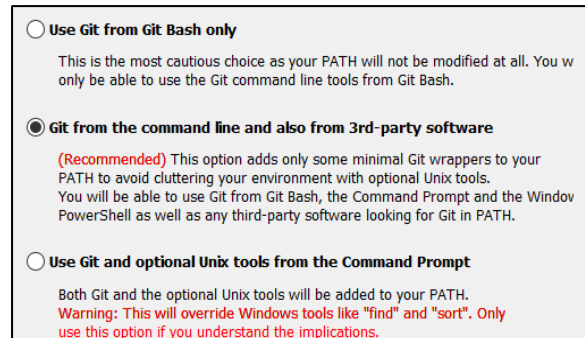 Use Git from Git Bash only
This is the most cautious choice as your PATH will not be modified at all. You
only be able to use the Git command line tools from Git Bash.
Git from the command line and also from 3rd-party software
(Recommended) This option adds only some minimal Git wrappers to your
PATH to avoid cluttering your environment with optional Unix tools.
You will be able to use Git from Git Bash, the Command Prompt and the Window
PowerShell as well as any third-party software looking for Git in PATH.
Use Git and optional Unix tools from the Command Prompt
Both Git and the optional Unix tools will be added to your PATH.
Warning: This will override Windows tools like "find" and "sort". Only
use this option if you understand the implications.